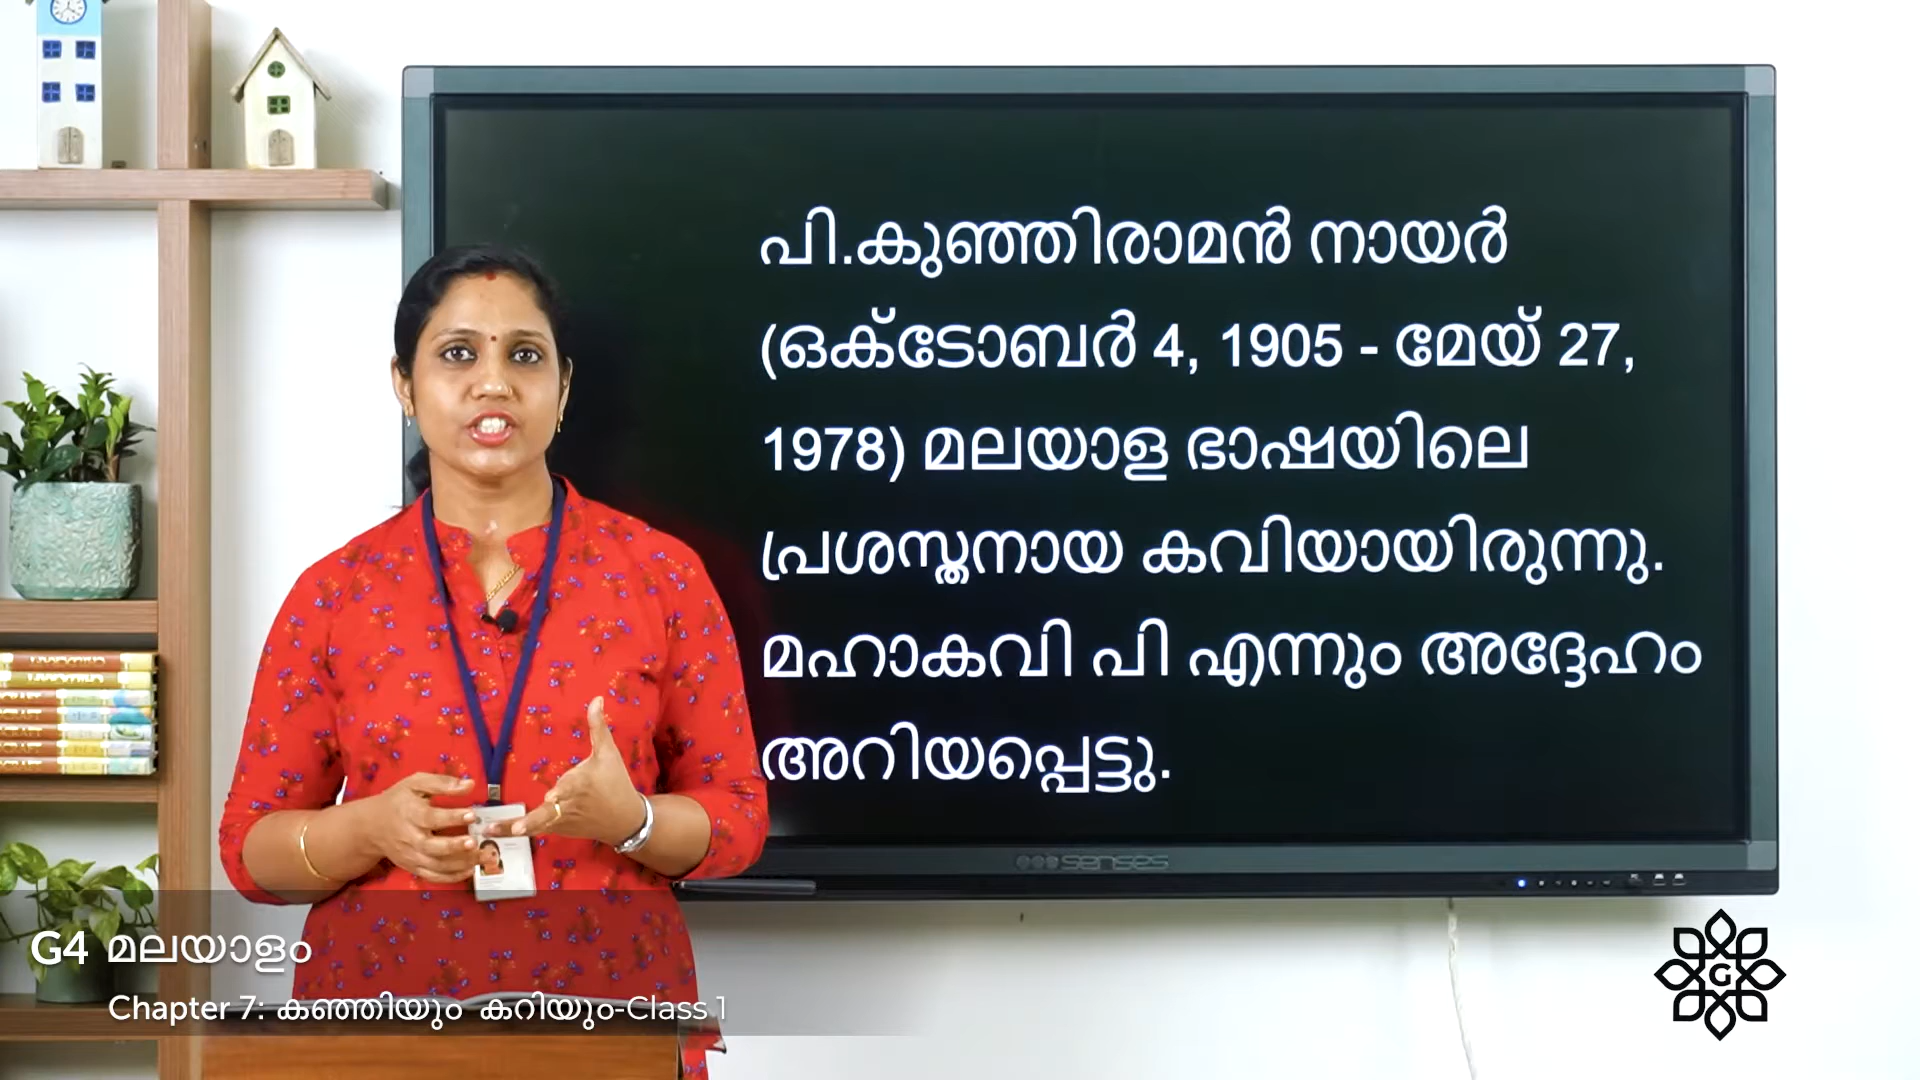 പി.കുഞ്ഞിരാമൻ നായർ
(ഒക്ടോബർ 4, 1905 - മേയ് 27,
1978) മലയാള ഭാഷയിലെ
പ്രശസ്തനായ കവിയായിരുന്നു.
മഹാകവി പി എന്നും അദ്ദേഹം
അറിയപ്പെട്ടു.
senses
G4 മലയാളം
Chapter 7: കഞ്ഞിയും കറിയും-Class 1
G